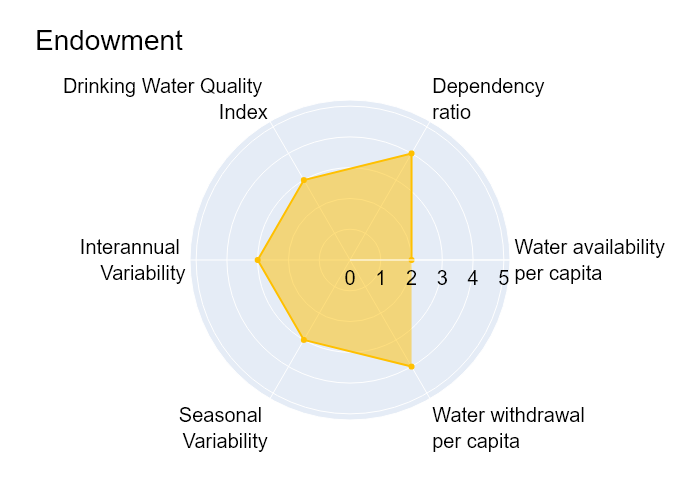 Endowment
Drinking Water Quality
Index
Dependency
ratio
Interannual
Variability
Water availability
per capita
0 1 2 3 4 5
Seasonal
Variability
Water withdrawal
per capita